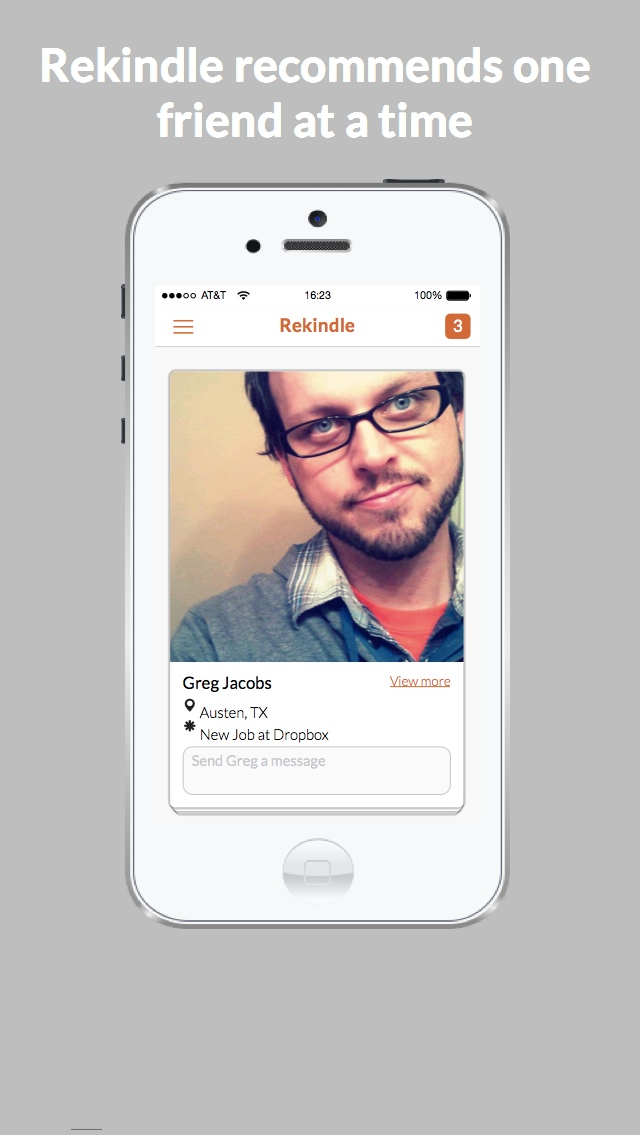 Rekindle recommends one
friend at a time
AT&T 16:23 100%
Rekindle 3
Greg Jacobs View more
Austen, TX
New Job at Dropbox
Send Greg a message